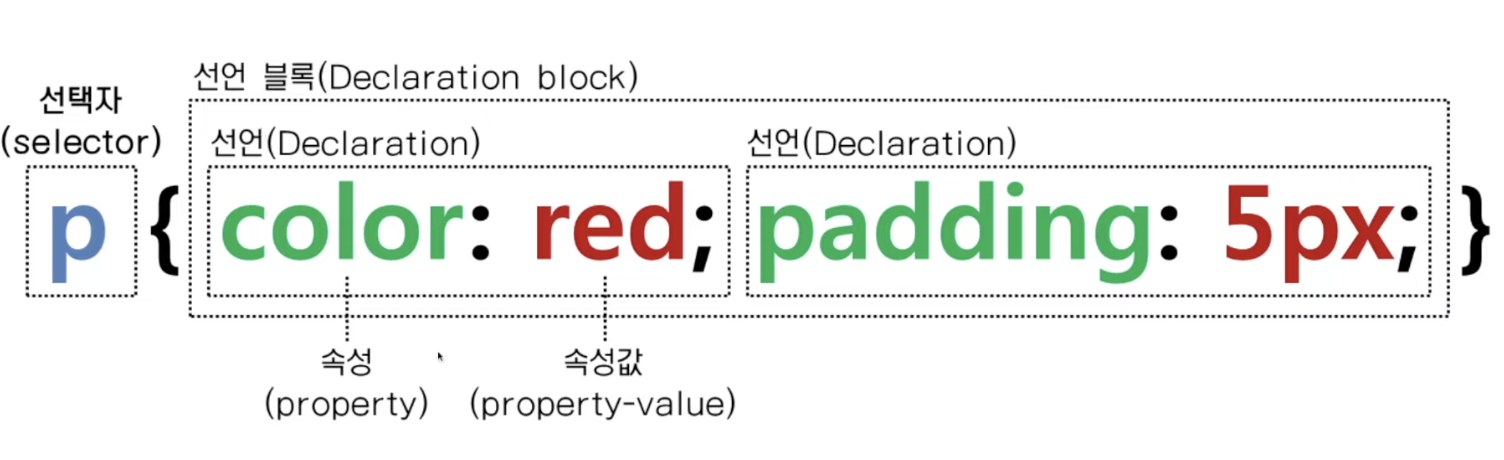 선언 블록(Declaration block)
선택자
(selector)
선언(Declaration) 선언(Declaration)
p { color: red; padding: 5px; }
속성 속성값
(property) (property-value)